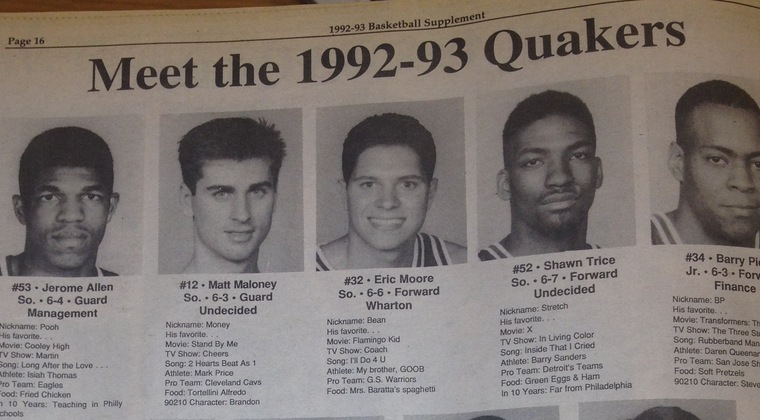 Page 16
1992-93 Basketball Supplement
Meet the 1992-93 Quakers
#53 • Jerome Allen
So. • 6-4 • Guard
Management
Nickname: Pooh
His favorite. . .
Movie: Cooley High
TV Show: Martin
Song: Long After the Love . . . .
Athlete: Isiah Thomas
Pro Team: Eagles
Food: Fried Chicken
In 10 Years: Teaching in Philly
schools
#12 • Matt Maloney
So. • 6-3 • Guard
Undecided
Nickname: Money
His favorite. . .
Movie: Stand By Me
TV Show: Cheers
Song: 2 Hearts Beat As 1
Athlete: Mark Price
Pro Team: Cleveland Cavs
Food: Tortellini Alfredo
90210 Character: Brandon
#32 • Eric Moore
So. • 6-6 • Forward
Wharton
Nickname: Bean
His favorite. . .
Movie: Flamingo Kid
TV Show: Coach
Song: I'll Do 4 U
Athlete: My brother, GOOB
Pro Team: G.S. Warriors
Food: Mrs. Baratta's spaghetti
#52 • Shawn Trice
So. • 6-7 • Forward
Undecided
Nickname: Stretch
His favorite. . .
Movie: X
TV Show: In Living Color
Song: Inside That I Cried
Athlete: Barry Sanders
Pro Team: Detroit's Teams
Food: Green Eggs & Ham
In 10 Years: Far from Philadelphia
#34 • Barry
Jr. • 6-3 •
Finance
Nickname: BP
His favorite. . .
Movie: Transformers:
TV Show: The Three
Song: Rubberband
Athlete: Daren
Pro Team: San Jose
Food: Soft Pretzels
90210 Character: